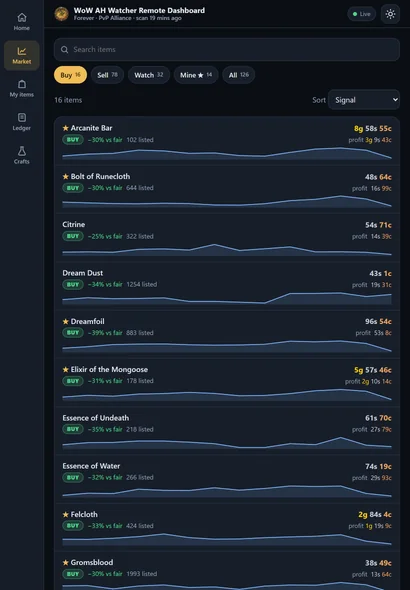 WoW AH Watcher Remote Dashboard
Forever · PvP Alliance · scan 19 mins ago
Live
Home
Market
My items
Ledger
Crafts
Search items
Buy 16
Sell 78
Watch 32
Mine ★ 14
All 126
16 items
Sort
Signal
★ Arcanite Bar
8g 58s 55c
BUY −30% vs fair 102 listed
profit 3g 9s 43c
★ Bolt of Runecloth
48s 64c
BUY −30% vs fair 644 listed
profit 16s 99c
Citrine
54s 71c
BUY −25% vs fair 322 listed
profit 14s 39c
Dream Dust
43s 1c
BUY −34% vs fair 1254 listed
profit 19s 31c
★ Dreamfoil
96s 54c
BUY −39% vs fair 883 listed
profit 53s 8c
★ Elixir of the Mongoose
5g 57s 46c
BUY −31% vs fair 178 listed
profit 2g 10s 14c
Essence of Undeath
61s 70c
BUY −35% vs fair 218 listed
profit 27s 79c
Essence of Water
74s 19c
BUY −32% vs fair 266 listed
profit 29s 93c
★ Felcloth
2g 84s 4c
BUY −33% vs fair 424 listed
profit 1g 19s 9c
★ Gromsblood
38s 49c
BUY −30% vs fair 1993 listed
profit 13s 64c